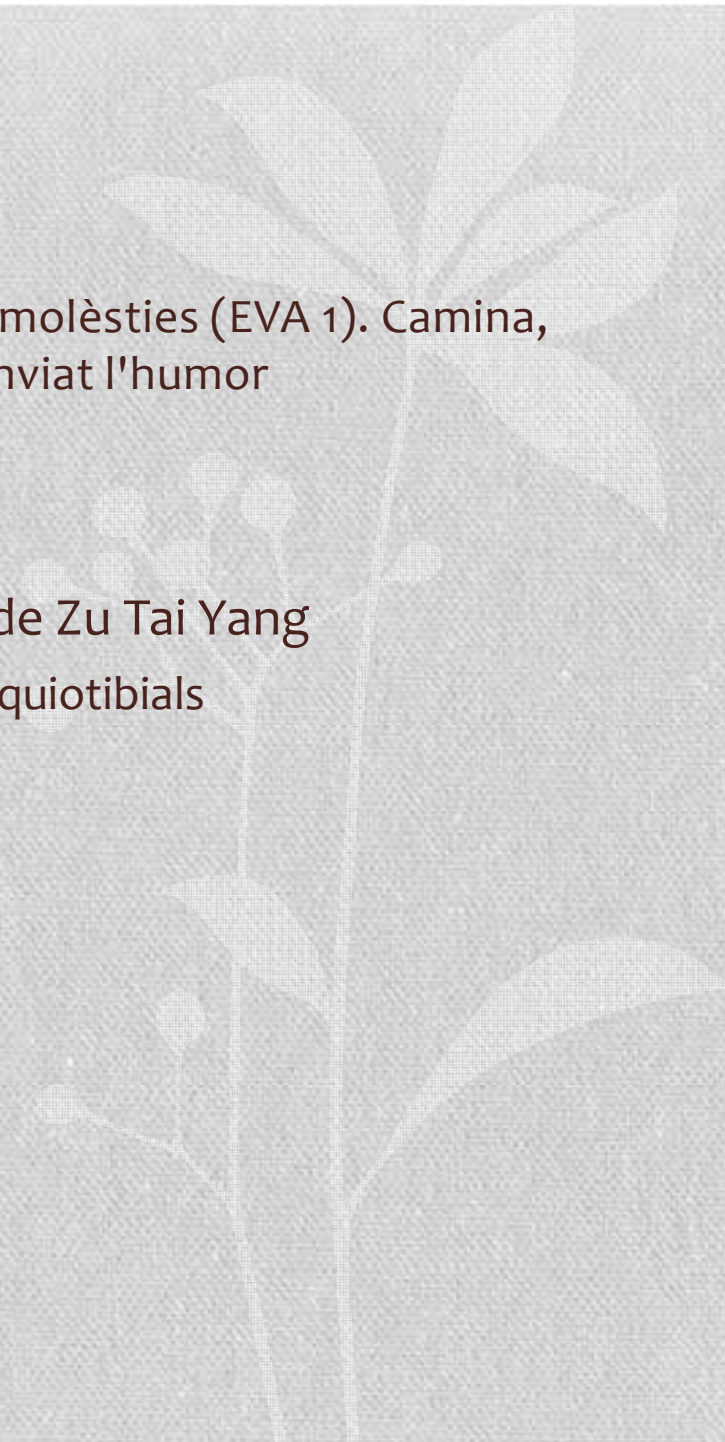 molèsties (EVA 1). Camina,
nviat l'humor
de Zu Tai Yang
quiotibials